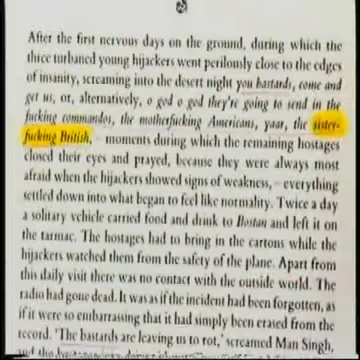 After the first nervous days on the ground, during which the
three turbaned young hijackers went perilously close to the edges
of insanity, screaming into the desert night you bastards, come and
get us, or, alternatively, o god o god they're going to send in the
fucking commandos, the motherfucking Americans, yaar, the sister-
fucking British, – moments during which the remaining hostages
closed their eyes and prayed, because they were always most
afraid when the hijackers showed signs of weakness, – everything
settled down into what began to feel like normality. Twice a day
a solitary vehicle carried food and drink to Bostan and left it on
the tarmac. The hostages had to bring in the cartons while the
hijackers watched them from the safety of the plane. Apart from
this daily visit there was no contact with the outside world. The
radio had gone dead. It was as if the incident had been forgotten, as
if it were so embarrassing that it had simply been erased from the
record. 'The bastards are leaving us to rot,' screamed Man Singh,